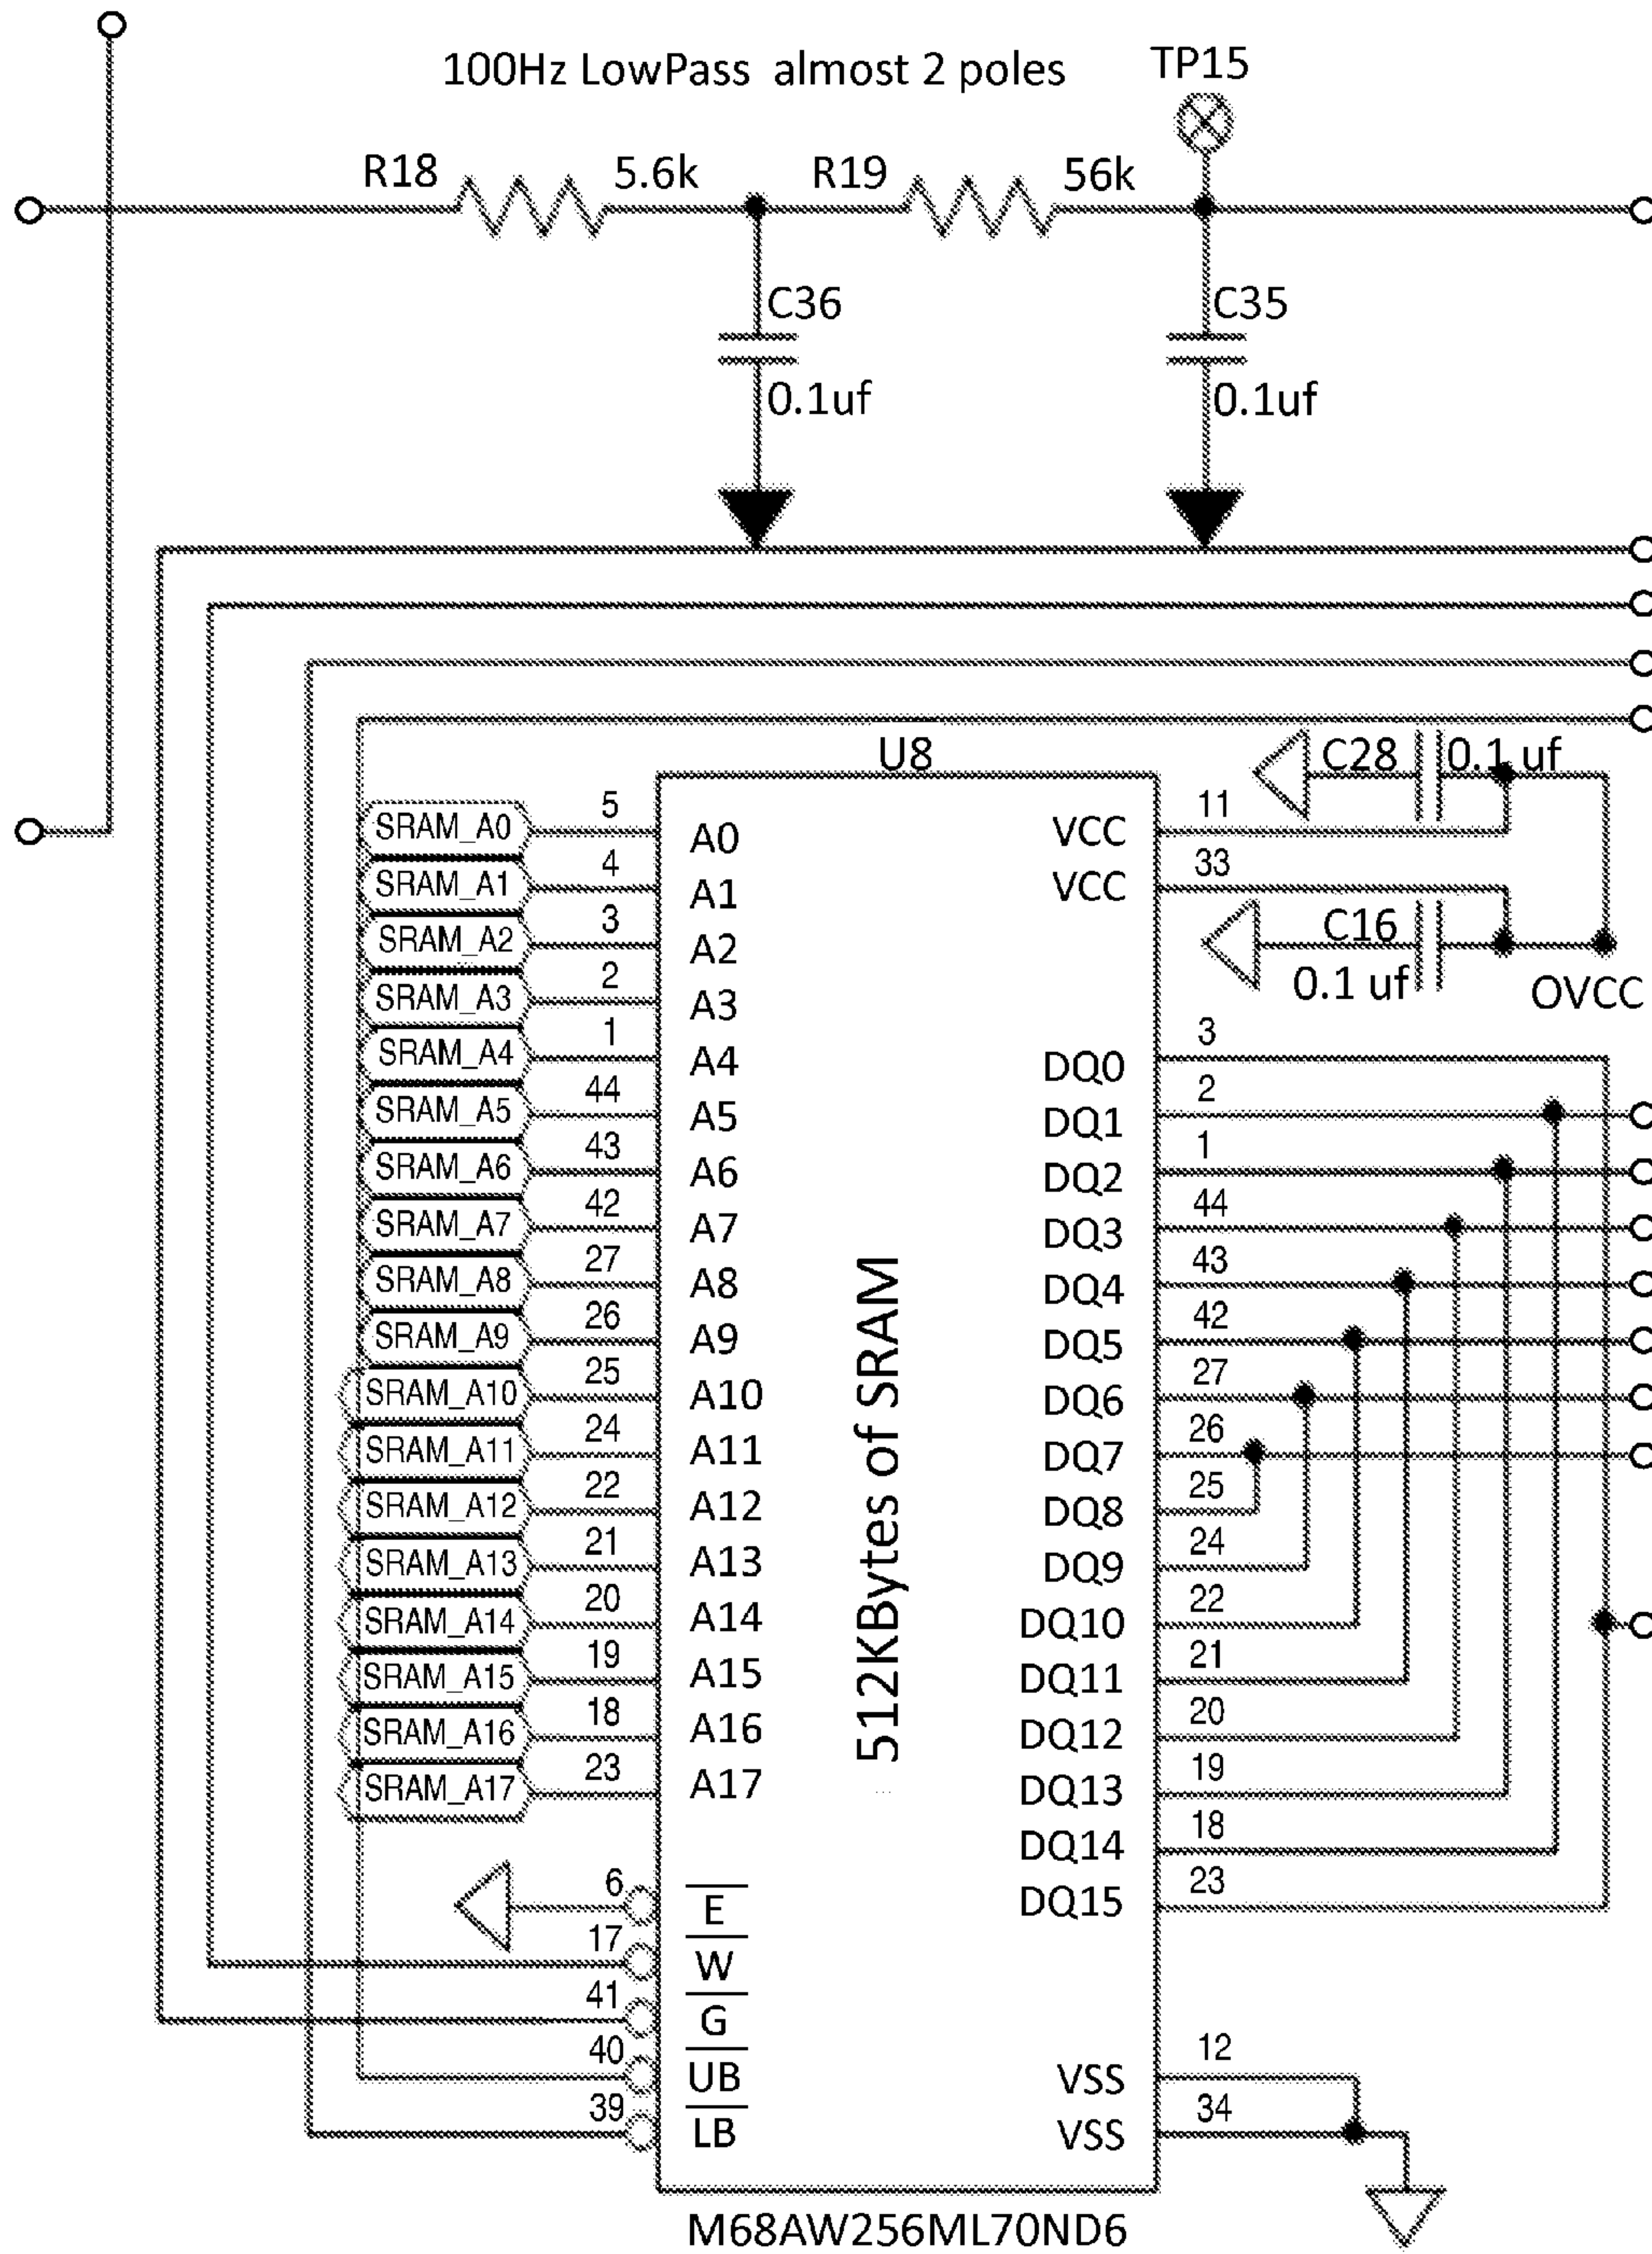 100Hz LowPass almost 2 poles
TP15
R18 5.6k R19 56k
C36 C35
0.1uf 0.1uf
U8
C28 0.1 uf
SRAM_A0 5 A0 VCC 11
SRAM_A1 4 A1 VCC 33
SRAM_A2 3 A2 C16
SRAM_A3 2 A3 0.1 uf OVCC
SRAM_A4 1 A4 DQ0 3
SRAM_A5 44 A5 DQ1 2
SRAM_A6 43 A6 DQ2 1
SRAM_A7 42 A7 DQ3 44
SRAM_A8 27 A8 DQ4 43
SRAM_A9 26 A9 DQ5 42
SRAM_A10 25 A10 DQ6 27
SRAM_A11 24 A11 DQ7 26
SRAM_A12 22 A12 DQ8 25
SRAM_A13 21 A13 DQ9 24
SRAM_A14 20 A14 DQ10 22
SRAM_A15 19 A15 DQ11 21
SRAM_A16 18 A16 DQ12 20
SRAM_A17 23 A17 DQ13 19
DQ14 18
6 E DQ15 23
17 W
41 G
40 UB VSS 12
39 LB VSS 34
512KBytes of SRAM
M68AW256ML70ND6